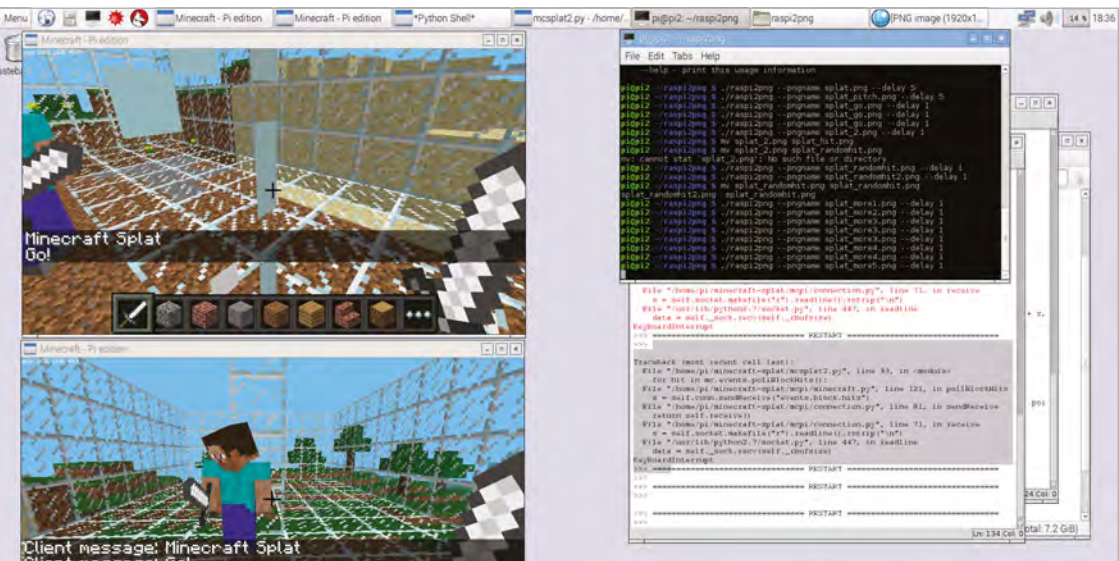 Menu
Minecraft - Pi edition
Minecraft - Pi edition
*Python Shell*
mcsplat2.py - /home/...
pi@pi2: ~/raspi2png
raspi2png
(PNG image (1920x1...
14 %
18:36
Minecraft - Pi edition
Minecraft Splat
Go!
Minecraft - Pi edition
Client message: Minecraft Splat
Client message: Go!
pi@pi2: ~/raspi2png
File Edit Tabs Help
--help - print this usage information
pi@pi2 ~/raspi2png $ ./raspi2png --pngname splat.png --delay 5
pi@pi2 ~/raspi2png $ ./raspi2png --pngname splat_pitch.png --delay 5
pi@pi2 ~/raspi2png $ ./raspi2png --pngname splat_go.png --delay 1
pi@pi2 ~/raspi2png $ ./raspi2png --pngname splat_go.png --delay 1
pi@pi2 ~/raspi2png $ ./raspi2png --pngname splat_go.png --delay 1
pi@pi2 ~/raspi2png $ ./raspi2png --pngname splat_2.png --delay 1
pi@pi2 ~/raspi2png $ mv splat_2.png splat_hit.png
pi@pi2 ~/raspi2png $ mv splat_2.png splat_randomhit.png
mv: cannot stat `splat_2.png': No such file or directory
pi@pi2 ~/raspi2png $ ./raspi2png --pngname splat_randomhit.png --delay 1
pi@pi2 ~/raspi2png $ ./raspi2png --pngname splat_randomhit2.png --delay 1
pi@pi2 ~/raspi2png $ mv splat_randomhit.png splat_randomhit.png
splat_randomhit2.png splat_randomhit.png
pi@pi2 ~/raspi2png $ ./raspi2png --pngname splat_more1.png --delay 1
pi@pi2 ~/raspi2png $ ./raspi2png --pngname splat_more2.png --delay 1
pi@pi2 ~/raspi2png $ ./raspi2png --pngname splat_more3.png --delay 1
pi@pi2 ~/raspi2png $ ./raspi2png --pngname splat_more3.png --delay 1
pi@pi2 ~/raspi2png $ ./raspi2png --pngname splat_more4.png --delay 1
pi@pi2 ~/raspi2png $ ./raspi2png --pngname splat_more4.png --delay 1
pi@pi2 ~/raspi2png $ ./raspi2png --pngname splat_more5.png --delay 1
File "/home/pi/minecraft-splat/mcpi/connection.py", line 71, in receive
s = self.socket.makefile("r").readline().rstrip("\n")
File "/usr/lib/python2.7/socket.py", line 447, in readline
data = self._sock.recv(self._rbufsize)
KeyboardInterrupt
>>> ================================ RESTART ================================
>>>
Traceback (most recent call last):
File "/home/pi/minecraft-splat/mcsplat2.py", line 93, in <module>
for hit in mc.events.pollBlockHits():
File "/home/pi/minecraft-splat/mcpi/minecraft.py", line 121, in pollBlockHits
s = self.conn.sendReceive("events.block.hits")
File "/home/pi/minecraft-splat/mcpi/connection.py", line 81, in sendReceive
return self.receive()
File "/home/pi/minecraft-splat/mcpi/connection.py", line 71, in receive
s = self.socket.makefile("r").readline().rstrip("\n")
File "/usr/lib/python2.7/socket.py", line 447, in readline
data = self._sock.recv(self._rbufsize)
KeyboardInterrupt
>>> ================================ RESTART ================================
>>>
>>> ================================ RESTART ================================
>>>
>>> ================================ RESTART ================================
>>>
Ln: 134 Col: 0
+ z,
poi
24 Col: 0
otal: 7.2 GiB)